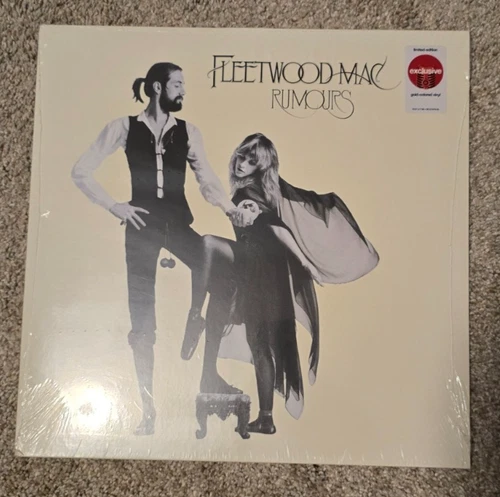 FLEETWOOD MAC
RUMOURS
limited edition
exclusive
gold-colored vinyl